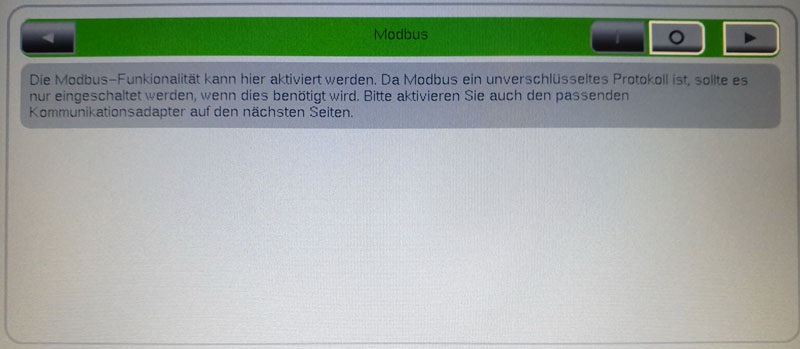 Modbus
Die Modbus-Funkionalität kann hier aktiviert werden. Da Modbus ein unverschlüsseltes Protokoll ist, sollte es
nur eingeschaltet werden, wenn dies benötigt wird. Bitte aktivieren Sie auch den passenden
Kommunikationsadapter auf den nächsten Seiten.